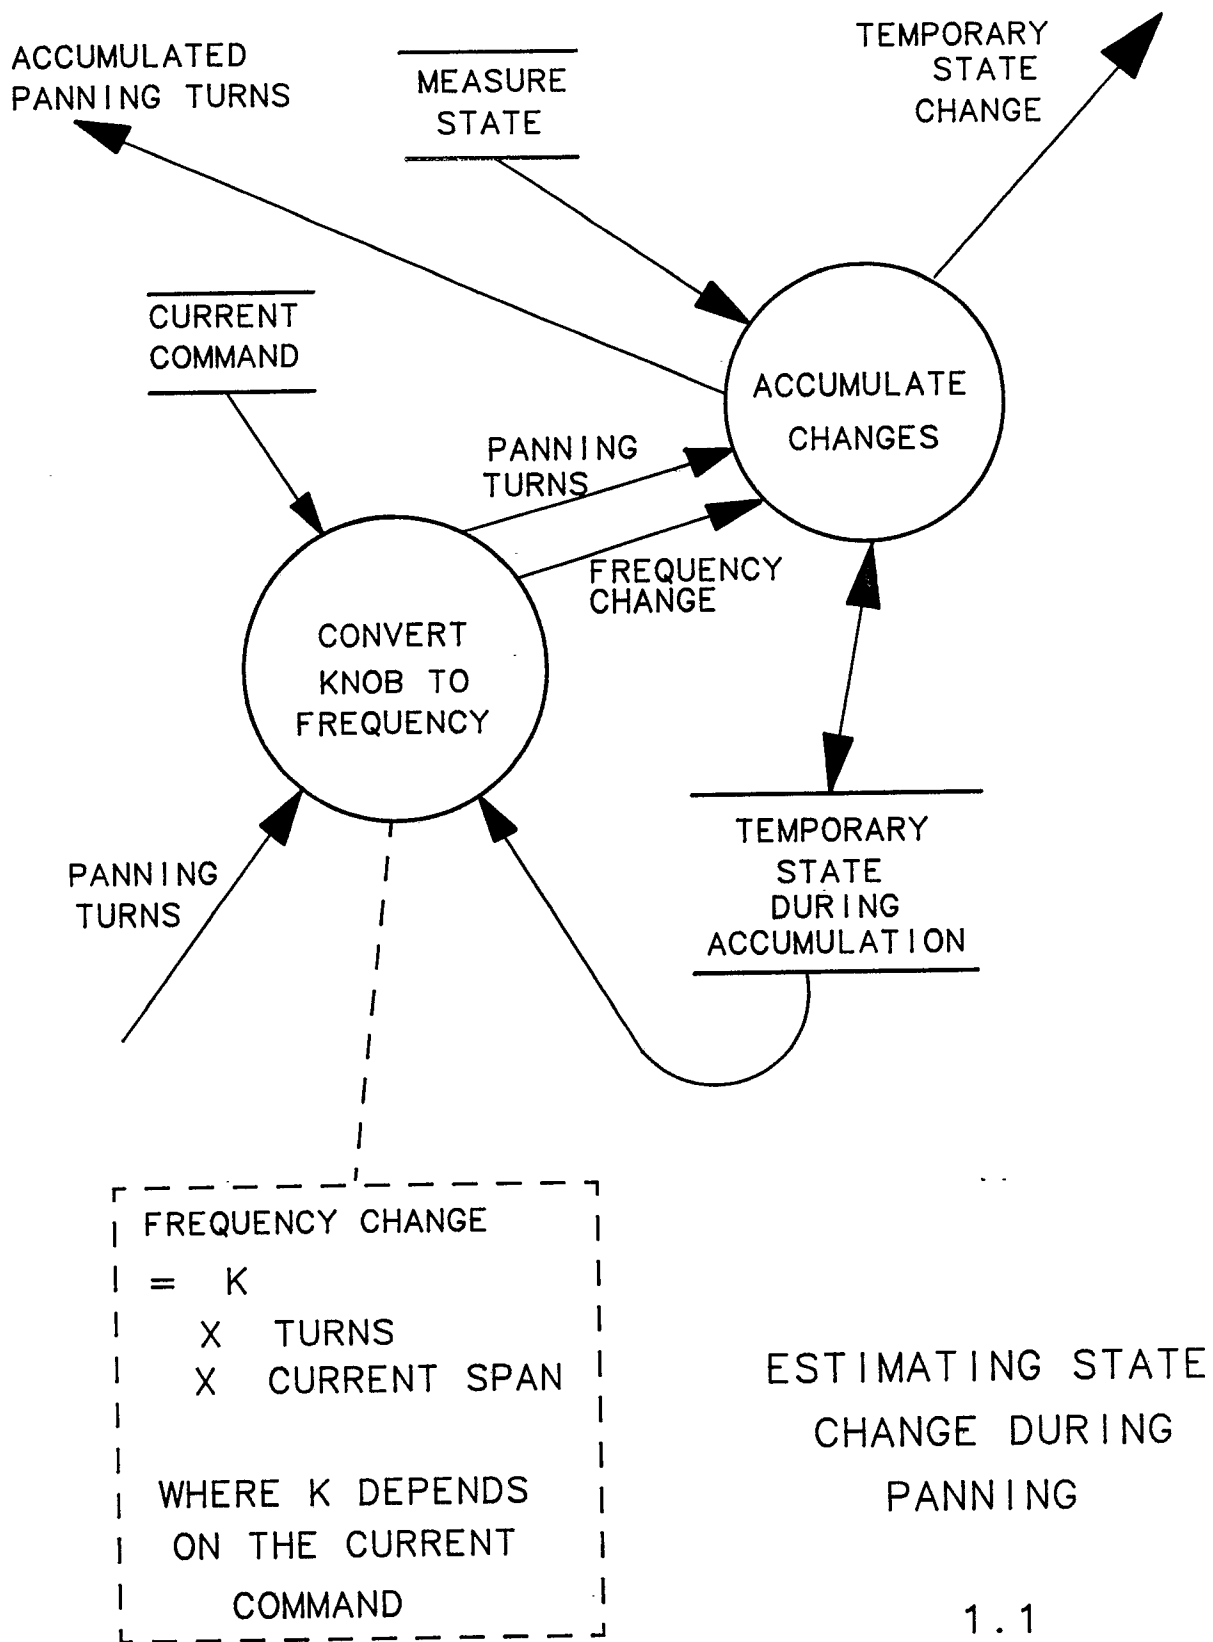 ACCUMULATED
PANNING TURNS
MEASURE
STATE
TEMPORARY
STATE
CHANGE
CURRENT
COMMAND
ACCUMULATE
CHANGES
PANNING
TURNS
FREQUENCY
CHANGE
CONVERT
KNOB TO
FREQUENCY
PANNING
TURNS
TEMPORARY
STATE
DURING
ACCUMULATION
FREQUENCY CHANGE
= K
X TURNS
X CURRENT SPAN
WHERE K DEPENDS
ON THE CURRENT
COMMAND
ESTIMATING STATE
CHANGE DURING
PANNING
1.1